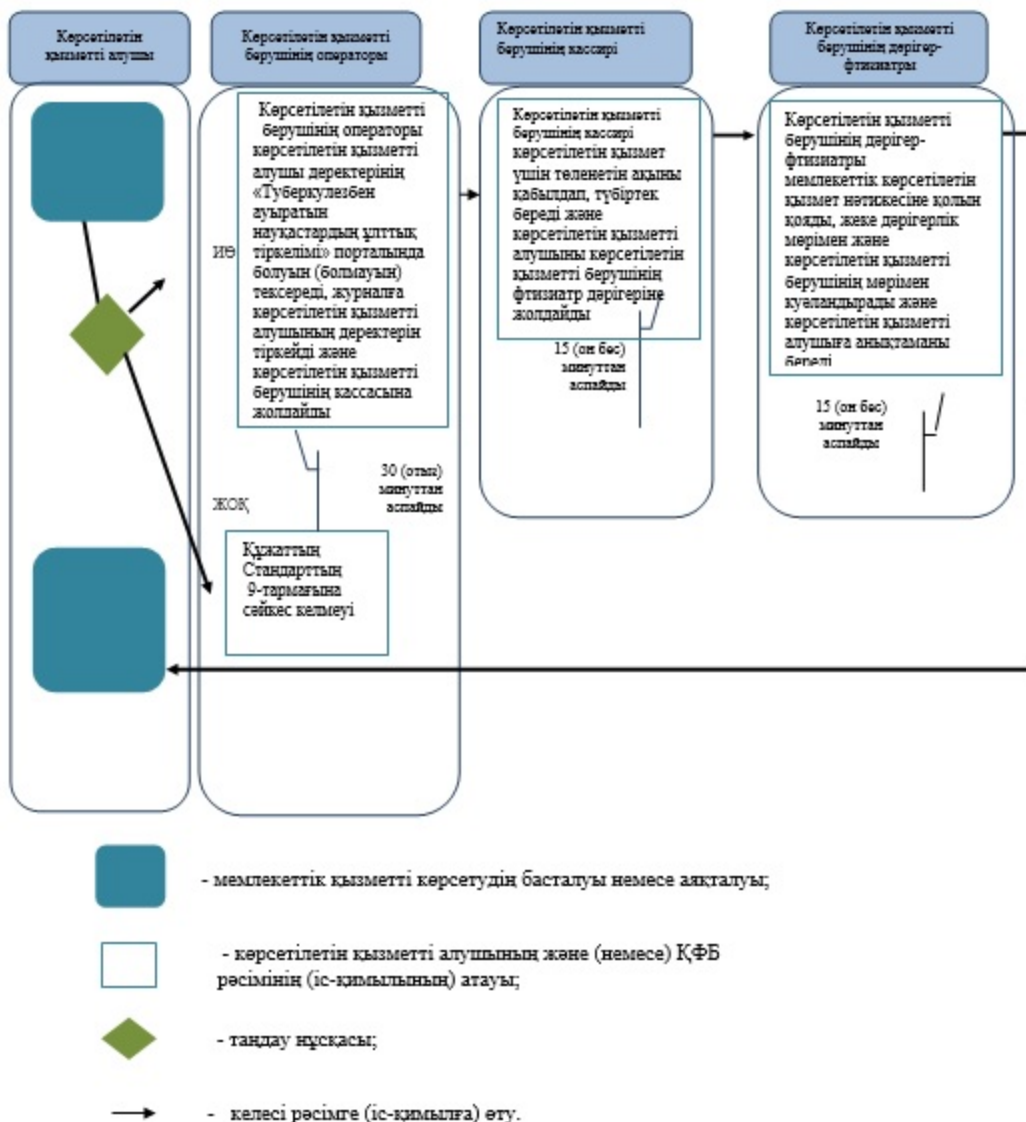 Көрсетілетін
қызметті алушы
Көрсетілетін қызметті
берушінің операторы
Көрсетілетін қызметті
берушінің кассирі
Көрсетілетін қызметті
берушінің дәрігер-
фтизиатры
Көрсетілетін қызметті
берушінің операторы
көрсетілетін қызметті
алушы деректерінің
«Туберкулезбен
ауыратын
науқастардың ұлттық
тіркелімі» порталында
болуын (болмауын)
тексереді, журналға
көрсетілетін қызметті
алушының деректерін
тіркейді және
көрсетілетін қызметті
берушінің кассасына
жолдайды
ИӘ
30 (отыз)
минуттан
аспайды
ЖОҚ
Құжаттың
Стандарттың
9-тармағына
сәйкес келмеуі
Көрсетілетін қызметті
берушінің кассирі
көрсетілетін қызмет
үшін төленетін ақыны
қабылдап, түбіртек
береді және
көрсетілетін қызметті
алушыны көрсетілетін
қызметті берушінің
фтизиатр дәрігеріне
жолдайды
15 (он бес)
минуттан
аспайды
Көрсетілетін қызметті
берушінің дәрігер-
фтизиатры
мемлекеттік көрсетілетін
қызмет нәтижесіне қолын
қояды, жеке дәрігерлік
мөрімен және
көрсетілетін қызметті
берушінің мөрімен
куәландырады және
көрсетілетін қызметті
алушыға анықтаманы
береді
15 (он бес)
минуттан
аспайды
- мемлекеттік қызметті көрсетудің басталуы немесе аяқталуы;
- көрсетілетін қызметті алушының және (немесе) ҚФБ
рәсімінің (іс-қимылының) атауы;
- таңдау нұсқасы;
- келесі рәсімге (іс-қимылға) өту.